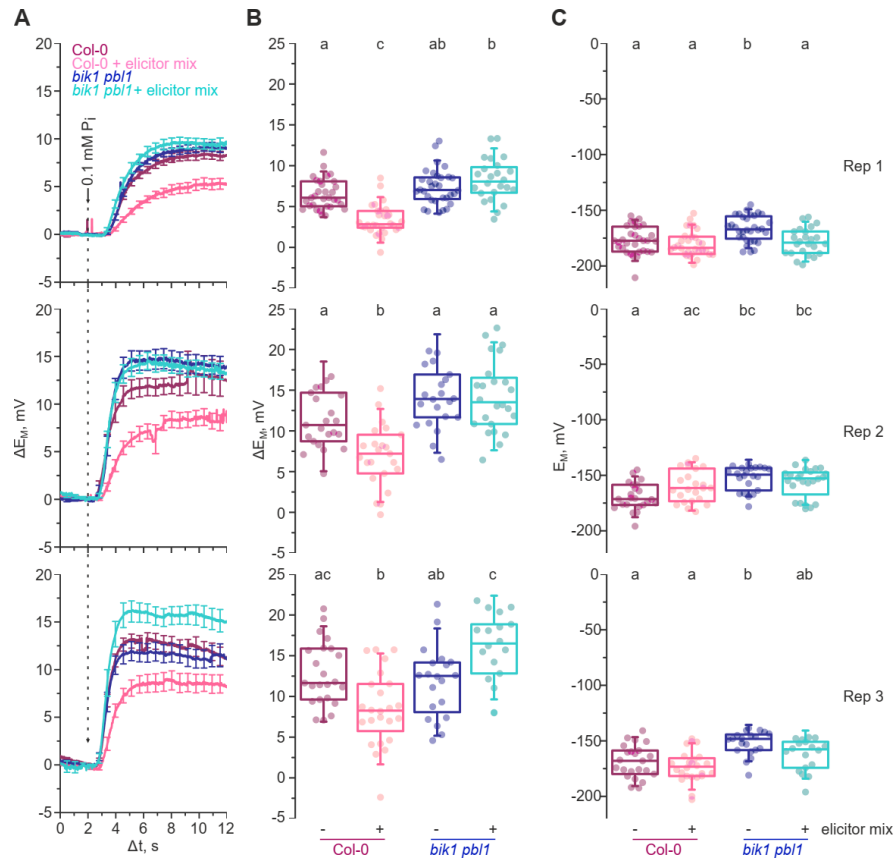 A
B
C
20
15
10
5
0
-5
Col-0
Col-0 + elicitor mix
bik1 pbl1
bik1 pbl1+ elicitor mix
0.1 mM Pi
25
20
15
10
5
0
-5
a c ab b
0
-50
-100
-150
-200
a a b a
Rep 1
ΔEM, mV
20
15
10
5
0
-5
ΔEM, mV
25
20
15
10
5
0
-5
a b a a
EM, mV
0
-50
-100
-150
-200
a ac bc bc
Rep 2
20
15
10
5
0
-5
0 2 4 6 8 10 12
Δt, s
25
20
15
10
5
0
-5
ac b ab c
- + - +
Col-0 bik1 pbl1
0
-50
-100
-150
-200
a a b ab
Rep 3
- + - + elicitor mix
Col-0 bik1 pbl1